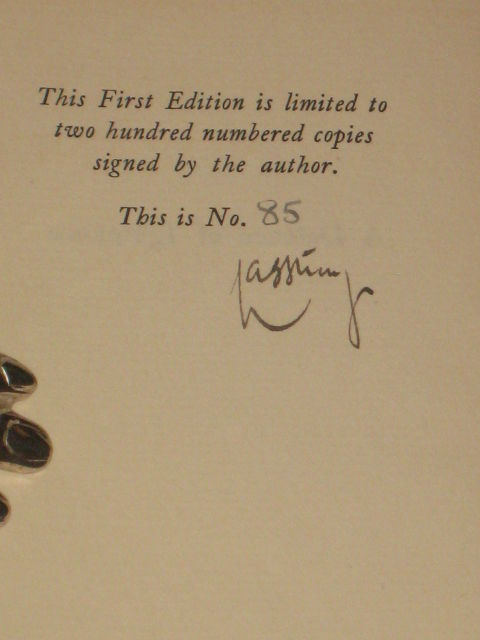 This First Edition is limited to
two hundred numbered copies
signed by the author.
This is No. 85